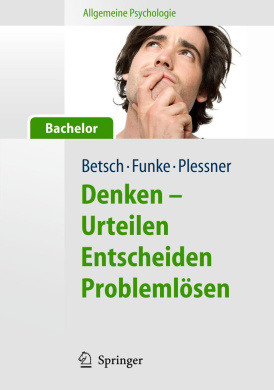 Allgemeine Psychologie
Bachelor
Betsch · Funke · Plessner
Denken –
Urteilen
Entscheiden
Problemlösen
Springer